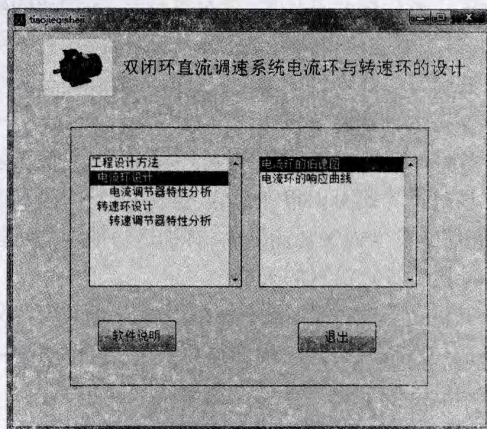 tiaojieqisheji
双闭环直流调速系统电流环与转速环的设计
工程设计方法
电流环设计
电流调节器特性分析
转速环设计
转速调节器特性分析
电流环的伯德图
电流环的响应曲线
软件说明
退出